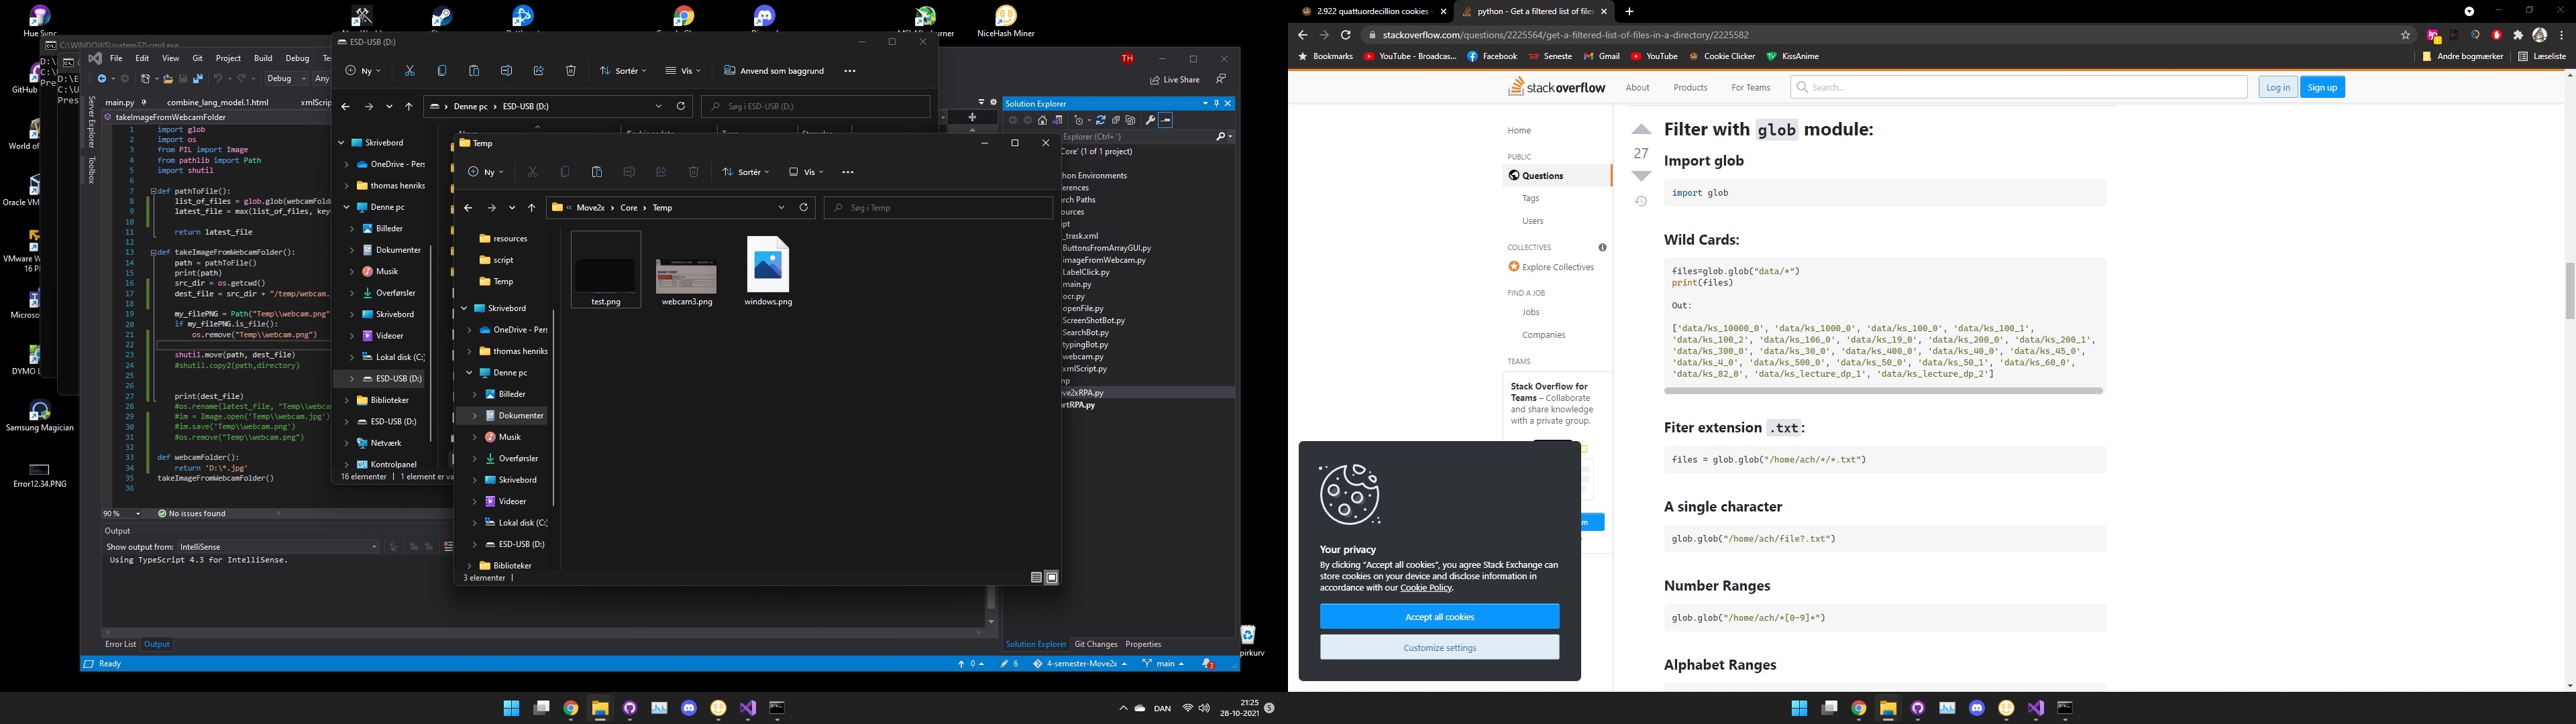 Hue Sync
NiceHash Miner
GitHub
World of
Oracle VM
VMware W
16 Pl
Microso
DYMO L
Samsung Magician
Error12.34.PNG
pirkurv
C:\WINDOWS\system32\cmd.exe
File Edit View Git Project Build Debug
Debug
Any
TH
Live Share
Server Explorer
Toolbox
main.py
combine_lang_model.1.html
xmlScrip
takeImageFromWebcamFolder
1 import glob
2 import os
3 from PIL import Image
4 from pathlib import Path
5 import shutil
6
7 def pathToFile():
8 list_of_files = glob.glob(webcamFold
9 latest_file = max(list_of_files, key
10
11 return latest_file
12
13 def takeImageFromWebcamFolder():
14 path = pathToFile()
15 print(path)
16 src_dir = os.getcwd()
17 dest_file = src_dir + "/temp/webcam.
18
19 my_filePNG = Path("Temp\\webcam.png"
20 if my_filePNG.is_file():
21 os.remove("Temp\\webcam.png")
22
23 shutil.move(path, dest_file)
24 #shutil.copy2(path,directory)
25
26
27 print(dest_file)
28 #os.rename(latest_file, "Temp\\webca
29 #im = Image.open('Temp\\webcam.jpg')
30 #im.save('Temp\\webcam.png')
31 #os.remove("Temp\\webcam.png")
32
33 def webcamFolder():
34 return 'D:\*.jpg'
35 takeImageFromWebcamFolder()
36
90 %
No issues found
Output
Show output from: IntelliSense
Using TypeScript 4.3 for IntelliSense.
Error List Output
Ready
0
6
4-semester-Move2x
main
3
ESD-USB (D:)
Ny
Sortér
Vis
Anvend som baggrund
Denne pc
ESD-USB (D:)
Søg i ESD-USB (D:)
Skrivebord
OneDrive - Pers
thomas henriks
Denne pc
Billeder
Dokumenter
Musik
Overførsler
Skrivebord
Videoer
Lokal disk (C:)
ESD-USB (D:)
Biblioteker
ESD-USB (D:)
Netværk
Kontrolpanel
16 elementer
1 element er va
Temp
Ny
Sortér
Vis
Move2x
Core
Temp
Søg i Temp
resources
script
Temp
Skrivebord
OneDrive - Pers
thomas henriks
Denne pc
Billeder
Dokumenter
Musik
Overførsler
Skrivebord
Videoer
Lokal disk (C:
ESD-USB (D:)
Biblioteker
3 elementer
test.png
webcam3.png
windows.png
Solution Explorer
Explorer (Ctrl+¨)
Core' (1 of 1 project)
hon Environments
erences
rch Paths
ources
ipt
_trask.xml
ButtonsFromArrayGUI.py
imageFromWebcam.py
LabelClick.py
main.py
ocr.py
openFile.py
ScreenShotBot.py
SearchBot.py
typingBot.py
webcam.py
xmlScript.py
mp
ve2xRPA.py
rtRPA.py
Solution Explorer Git Changes Properties
DAN
21:25
28-10-2021
5
2.922 quattuordecillion cookies
python - Get a filtered list of files
stackoverflow.com/questions/2225564/get-a-filtered-list-of-files-in-a-directory/2225582
Bookmarks
YouTube - Broadcas...
Facebook
Seneste
Gmail
YouTube
Cookie Clicker
KissAnime
Andre bogmærker
Læseliste
stackoverflow
About
Products
For Teams
Search...
Log in
Sign up
Home
PUBLIC
Questions
Tags
Users
COLLECTIVES
Explore Collectives
FIND A JOB
Jobs
Companies
TEAMS
Stack Overflow for
Teams – Collaborate
and share knowledge
with a private group.
27
Filter with glob module:
Import glob
import glob
Wild Cards:
files=glob.glob("data/*")
print(files)
Out:
['data/ks_10000_0', 'data/ks_1000_0', 'data/ks_100_0', 'data/ks_100_1',
'data/ks_100_2', 'data/ks_106_0', 'data/ks_19_0', 'data/ks_200_0', 'data/ks_200_1',
'data/ks_300_0', 'data/ks_30_0', 'data/ks_400_0', 'data/ks_40_0', 'data/ks_45_0',
'data/ks_4_0', 'data/ks_500_0', 'data/ks_50_0', 'data/ks_50_1', 'data/ks_60_0',
'data/ks_82_0', 'data/ks_lecture_dp_1', 'data/ks_lecture_dp_2']
Fiter extension .txt:
files = glob.glob("/home/ach/*/*.txt")
A single character
glob.glob("/home/ach/file?.txt")
Number Ranges
glob.glob("/home/ach/*[0-9]*")
Alphabet Ranges
Your privacy
By clicking “Accept all cookies”, you agree Stack Exchange can
store cookies on your device and disclose information in
accordance with our Cookie Policy.
Accept all cookies
Customize settings